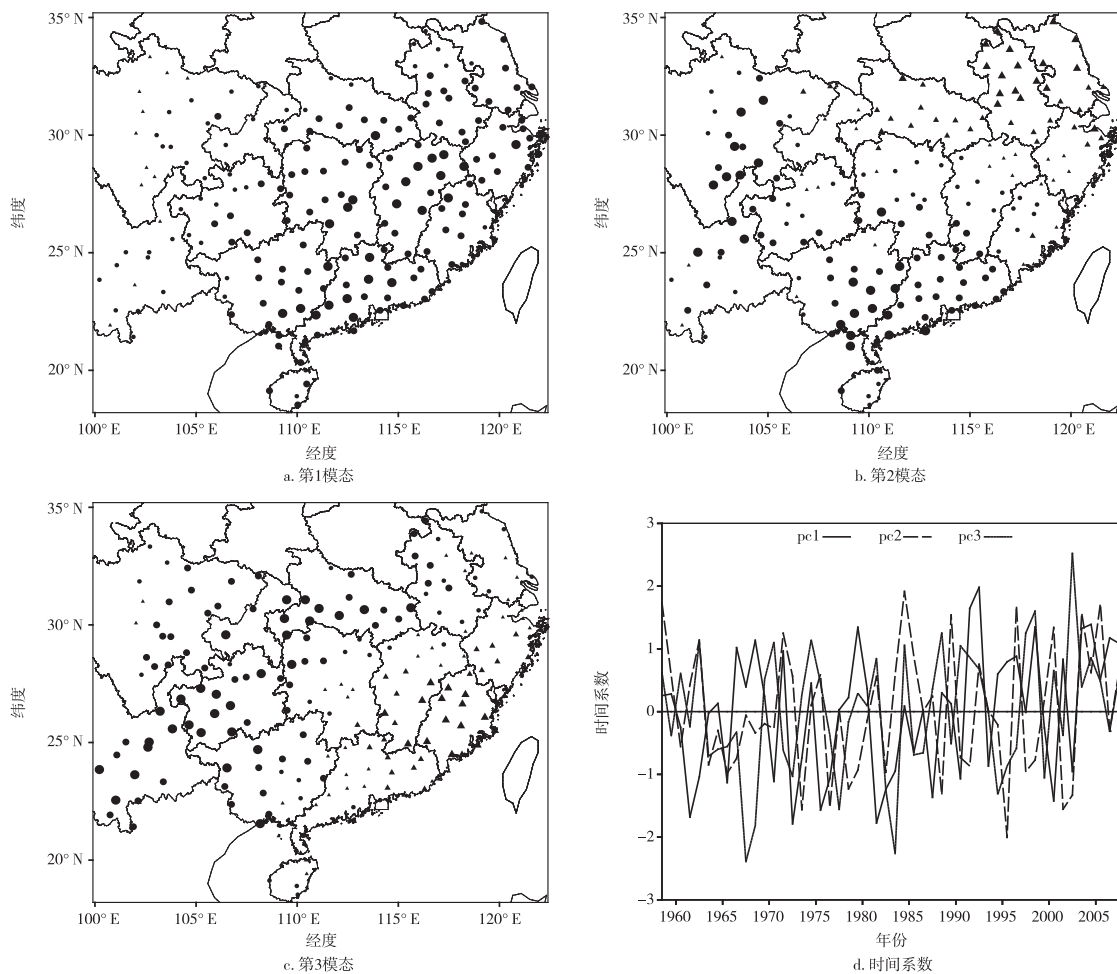 35° N
30° N
25° N
20° N
纬度
100° E 105° E 110° E 115° E 120° E
经度
a. 第1模态
35° N
30° N
25° N
20° N
纬度
100° E 105° E 110° E 115° E 120° E
经度
b. 第2模态
35° N
30° N
25° N
20° N
纬度
100° E 105° E 110° E 115° E 120° E
经度
c. 第3模态
3
2
1
0
−1
−2
−3
时间系数
pc1 pc2 pc3
1960 1965 1970 1975 1980 1985 1990 1995 2000 2005
年份
d. 时间系数